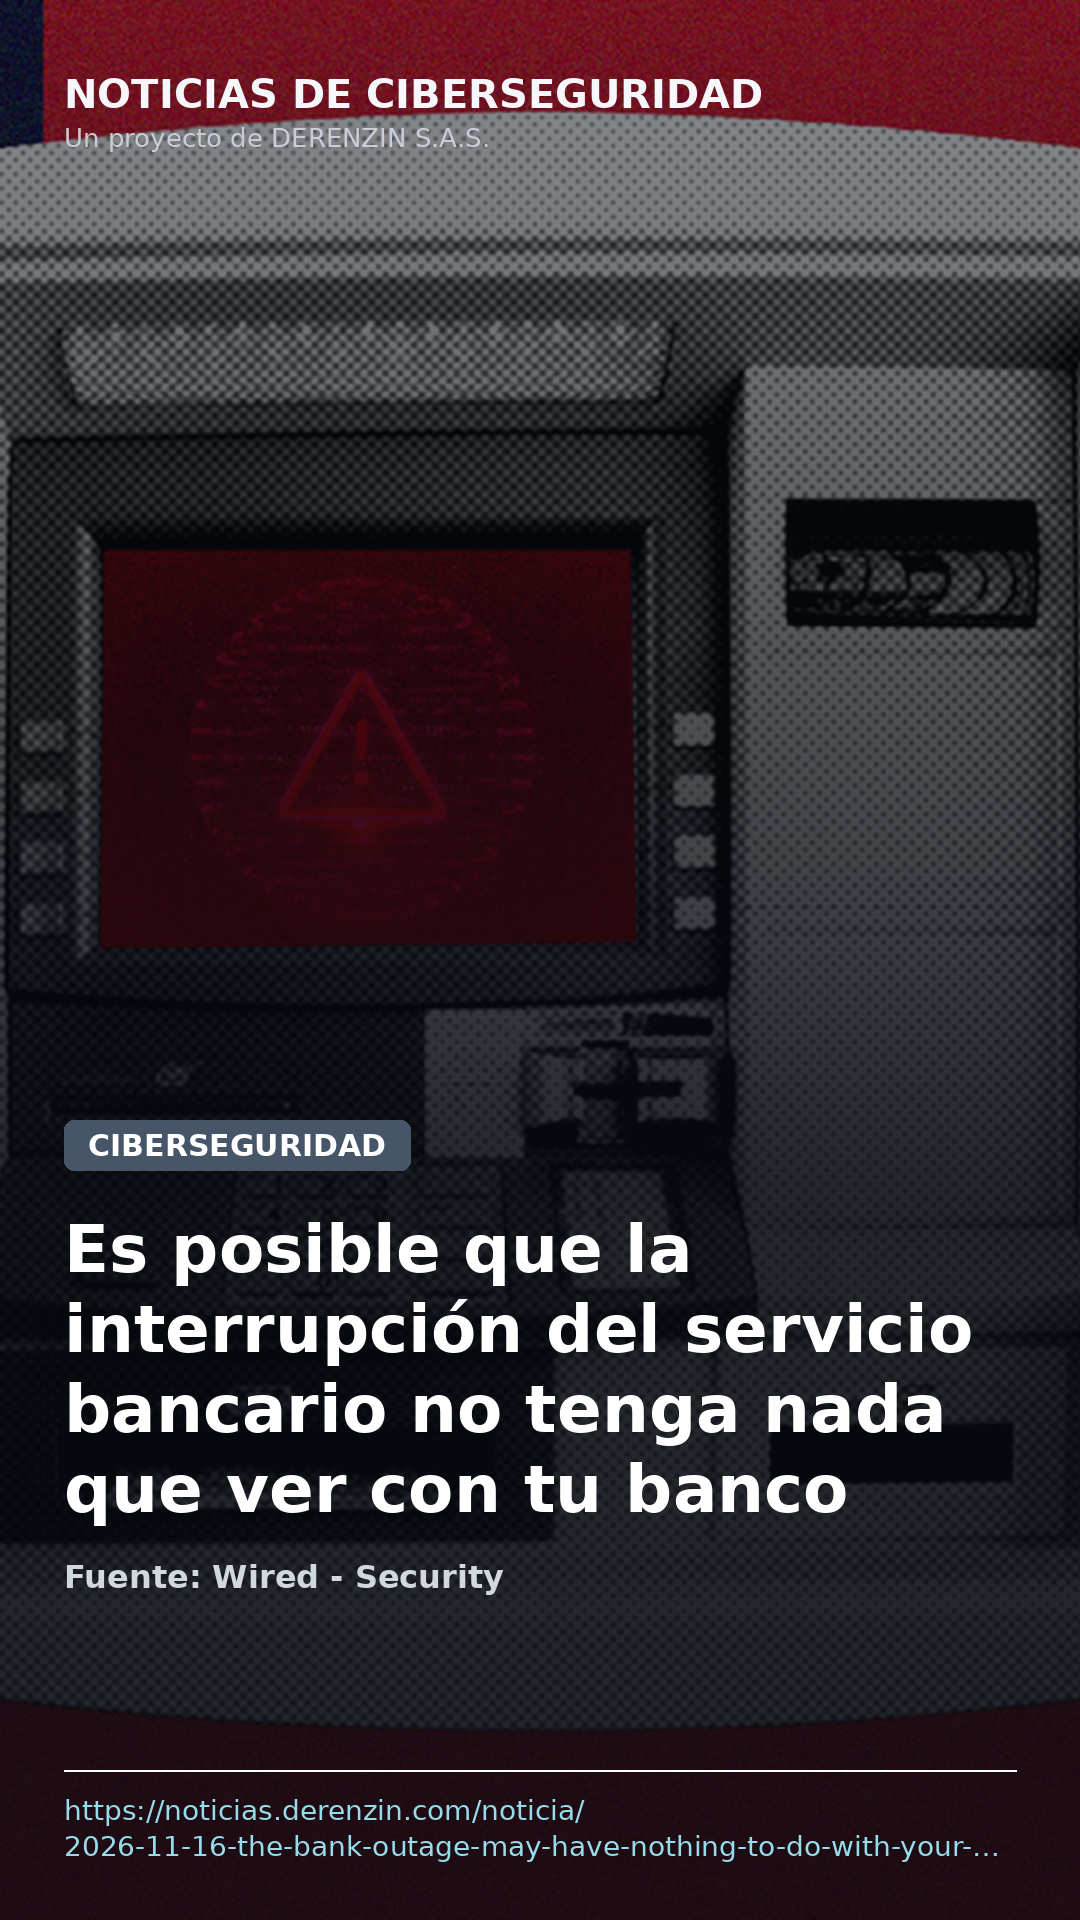 NOTICIAS DE CIBERSEGURIDAD
Un proyecto de DERENZIN S.A.S.
CIBERSEGURIDAD
Es posible que la
interrupción del servicio
bancario no tenga nada
que ver con tu banco
Fuente: Wired - Security
https://noticias.derenzin.com/noticia/
2026-11-16-the-bank-outage-may-have-nothing-to-do-with-your-...